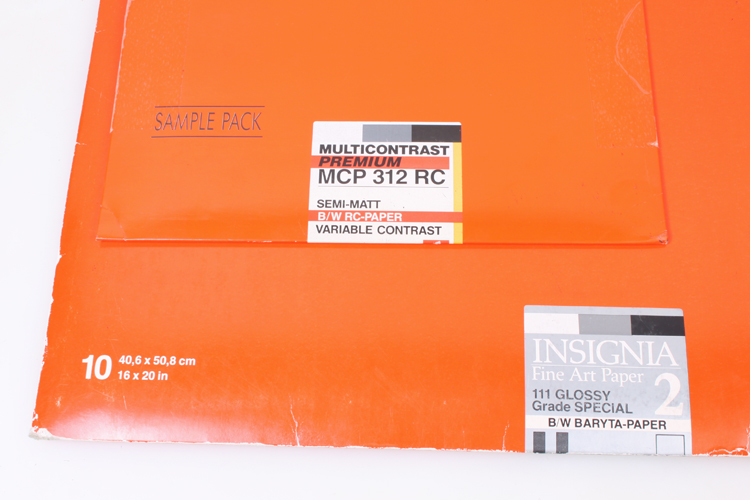 SAMPLE PACK
MULTICONTRAST
PREMIUM
MCP 312 RC
SEMI-MATT
B/W RC-PAPER
VARIABLE CONTRAST
10 40,6 x 50,8 cm
16 x 20 in
INSIGNIA
Fine Art Paper
111 GLOSSY
Grade SPECIAL 2
B/W BARYTA-PAPER